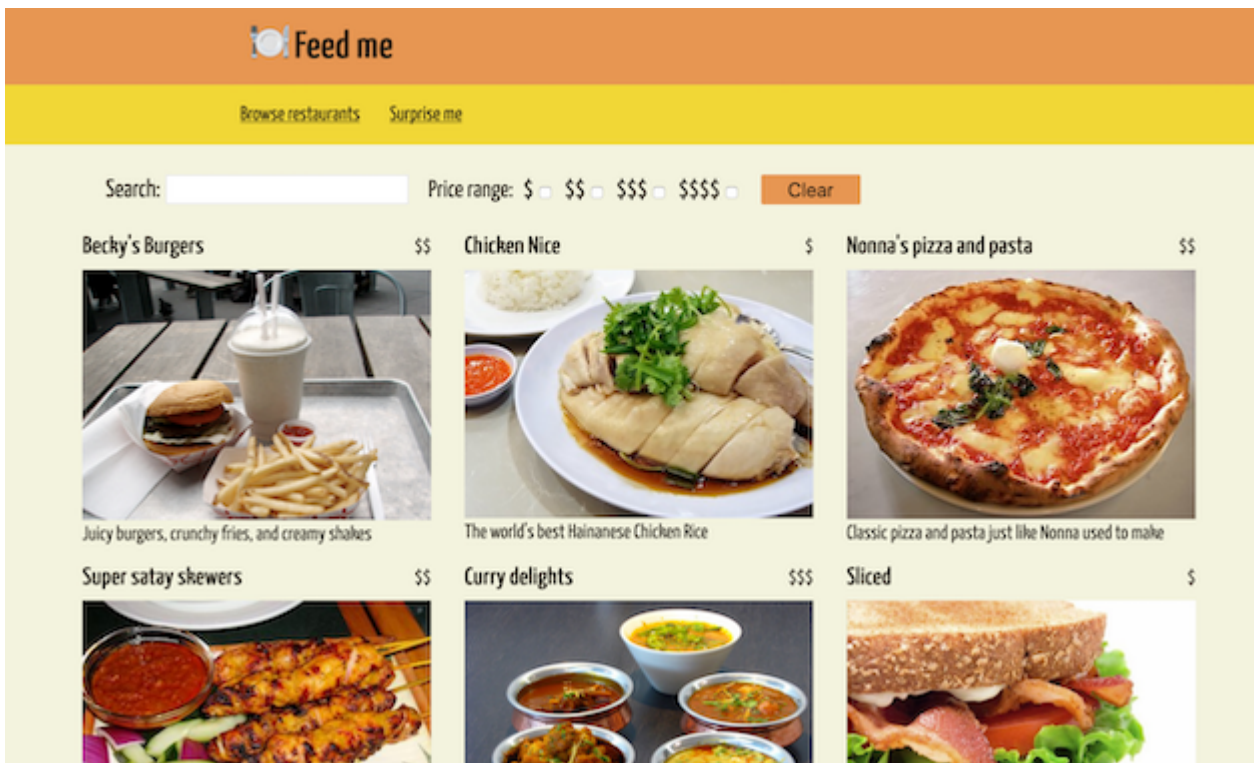 Feed me
Browse restaurants Surprise me
Search: Price range: $ $$ $$$ $$$$ Clear
Becky's Burgers $$ Chicken Nice $ Nonna's pizza and pasta $$
Juicy burgers, crunchy fries, and creamy shakes The world's best Hainanese Chicken Rice Classic pizza and pasta just like Nonna used to make
Super satay skewers $$ Curry delights $$$ Sliced $